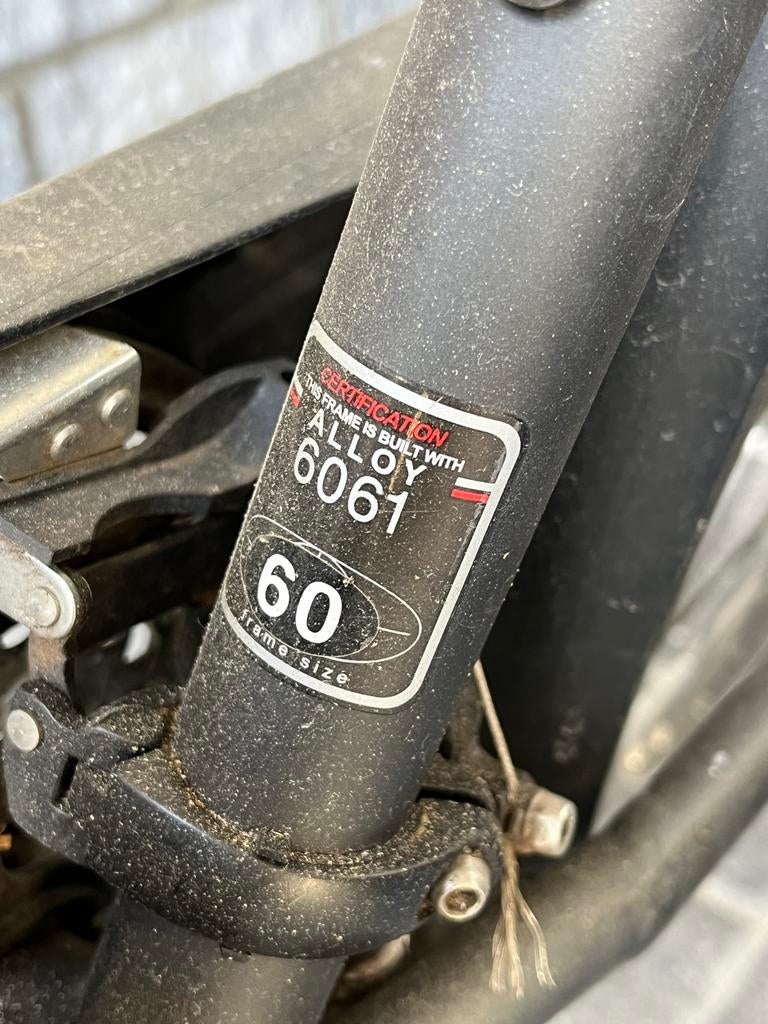 CERTIFICATION
THIS FRAME IS BUILT WITH
ALLOY
6061
60
frame size